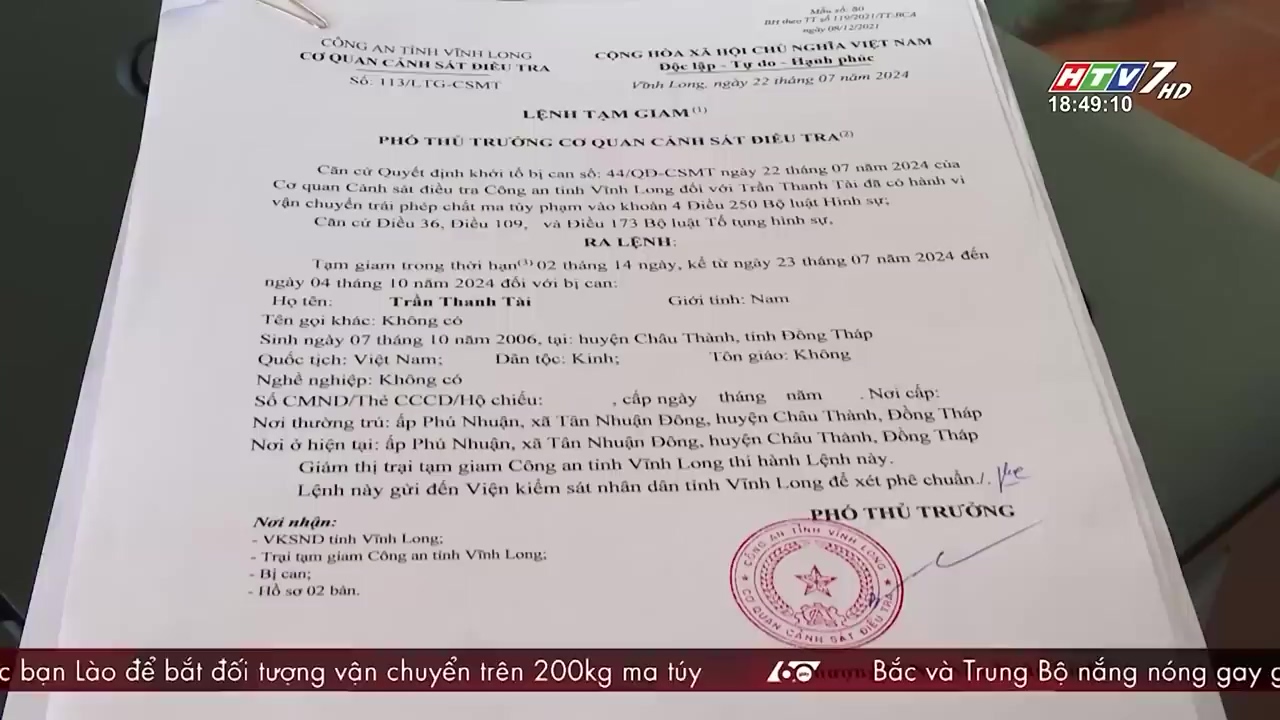 Mẫu số: 80
BH theo TT số 119/2021/TT-BCA
ngày 08/12/2021
CÔNG AN TỈNH VĨNH LONG
CƠ QUAN CẢNH SÁT ĐIỀU TRA
Số: 113/LTG-CSMT
CỘNG HÒA XÃ HỘI CHỦ NGHĨA VIỆT NAM
Độc lập - Tự do - Hạnh phúc
Vĩnh Long, ngày 22 tháng 07 năm 2024
HTV7 HD
18:49:10
LỆNH TẠM GIAM (1)
PHÓ THỦ TRƯỞNG CƠ QUAN CẢNH SÁT ĐIỀU TRA(2)
Căn cứ Quyết định khởi tố bị can số: 44/QĐ-CSMT ngày 22 tháng 07 năm 2024 của
Cơ quan Cảnh sát điều tra Công an tỉnh Vĩnh Long đối với Trần Thanh Tài đã có hành vi
vận chuyển trái phép chất ma túy phạm vào khoản 4 Điều 250 Bộ luật Hình sự;
Căn cứ Điều 36, Điều 109, và Điều 173 Bộ luật Tố tụng hình sự,
RA LỆNH:
Tạm giam trong thời hạn(3) 02 tháng 14 ngày, kể từ ngày 23 tháng 07 năm 2024 đến
ngày 04 tháng 10 năm 2024 đối với bị can:
Họ tên: Trần Thanh Tài Giới tính: Nam
Tên gọi khác: Không có
Sinh ngày 07 tháng 10 năm 2006, tại: huyện Châu Thành, tỉnh Đồng Tháp
Quốc tịch: Việt Nam; Dân tộc: Kinh; Tôn giáo: Không
Nghề nghiệp: Không có
Số CMND/Thẻ CCCD/Hộ chiếu: , cấp ngày tháng năm . Nơi cấp:
Nơi thường trú: ấp Phú Nhuận, xã Tân Nhuận Đông, huyện Châu Thành, Đồng Tháp
Nơi ở hiện tại: ấp Phú Nhuận, xã Tân Nhuận Đông, huyện Châu Thành, Đồng Tháp
Giám thị trại tạm giam Công an tỉnh Vĩnh Long thi hành Lệnh này.
Lệnh này gửi đến Viện kiểm sát nhân dân tỉnh Vĩnh Long để xét phê chuẩn./.
Nơi nhận:
- VKSND tỉnh Vĩnh Long;
- Trại tạm giam Công an tỉnh Vĩnh Long;
- Bị can;
- Hồ sơ 02 bản.
PHÓ THỦ TRƯỞNG
CÔNG AN TỈNH VĨNH LONG
CƠ QUAN CẢNH SÁT ĐIỀU TRA
c bạn Lào để bắt đối tượng vận chuyển trên 200kg ma túy
60 giây
Bắc và Trung Bộ nắng nóng gay g